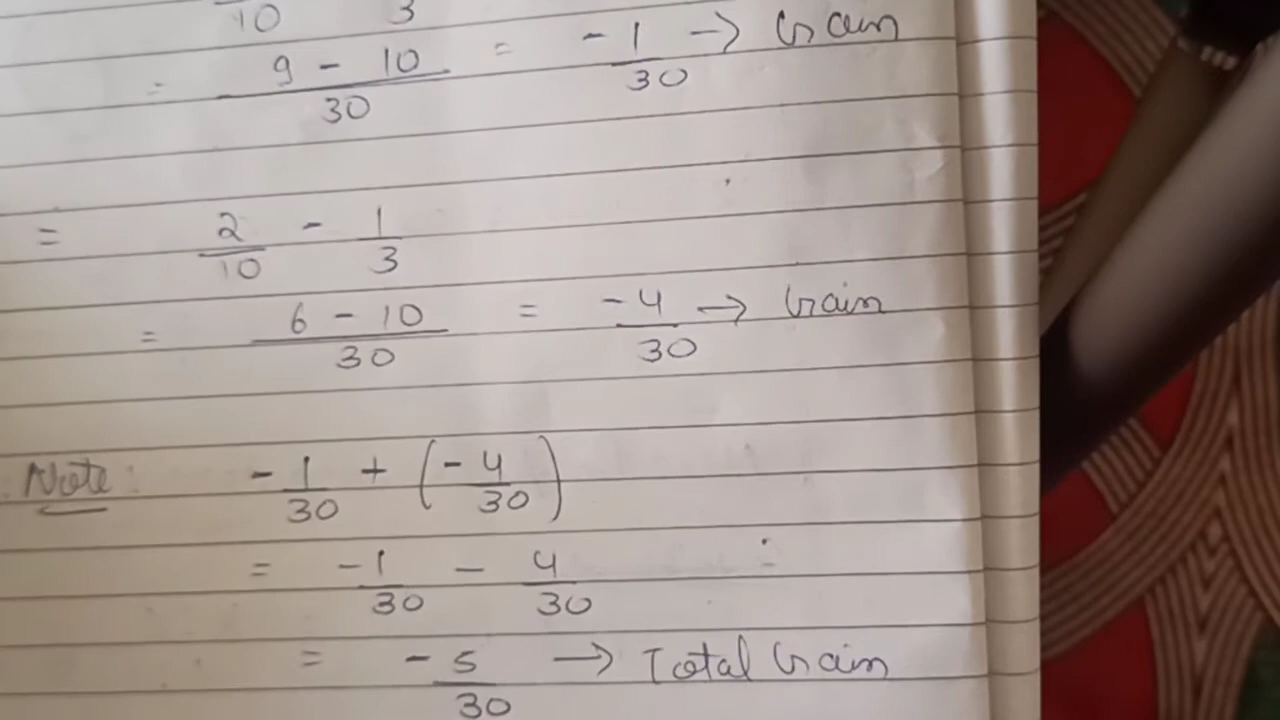 10 3
= 9 - 10 / 30 = -1/30 → Gain
= 2/10 - 1/3
= 6 - 10 / 30 = -4/30 → Gain
Note: -1/30 + (-4/30)
= -1/30 - 4/30
= -5/30 → Total Gain